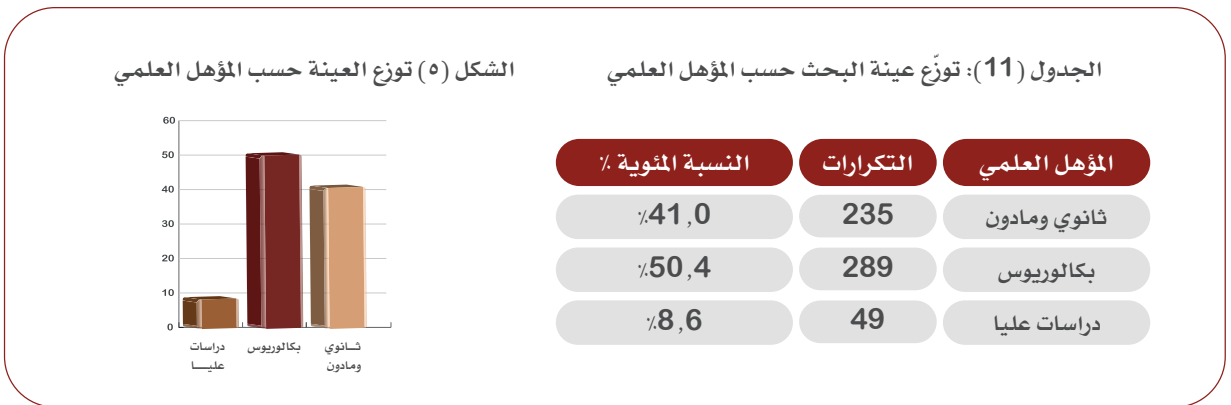 الجدول (11): توزّع عينة البحث حسب المؤهل العلمي
المؤهل العلمي التكرارات النسبة المئوية ٪
ثانوي ومادون 235 41,0٪
بكالوريوس 289 50,4٪
دراسات عليا 49 8,6٪
الشكل (٥) توزع العينة حسب المؤهل العلمي
60
50
40
30
20
10
0
ثــانوي
ومادون
بكالوريوس
دراسات
عليـــا